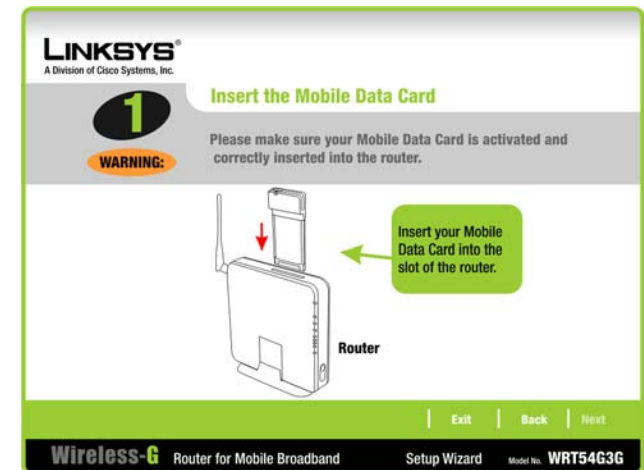 LINKSYS®
A Division of Cisco Systems, Inc.
1
WARNING:
Insert the Mobile Data Card
Please make sure your Mobile Data Card is activated and
correctly inserted into the router.
Insert your Mobile
Data Card into the
slot of the router.
Router
Exit
Back
Next
Wireless-G Router for Mobile Broadband Setup Wizard Model No. WRT54G3G